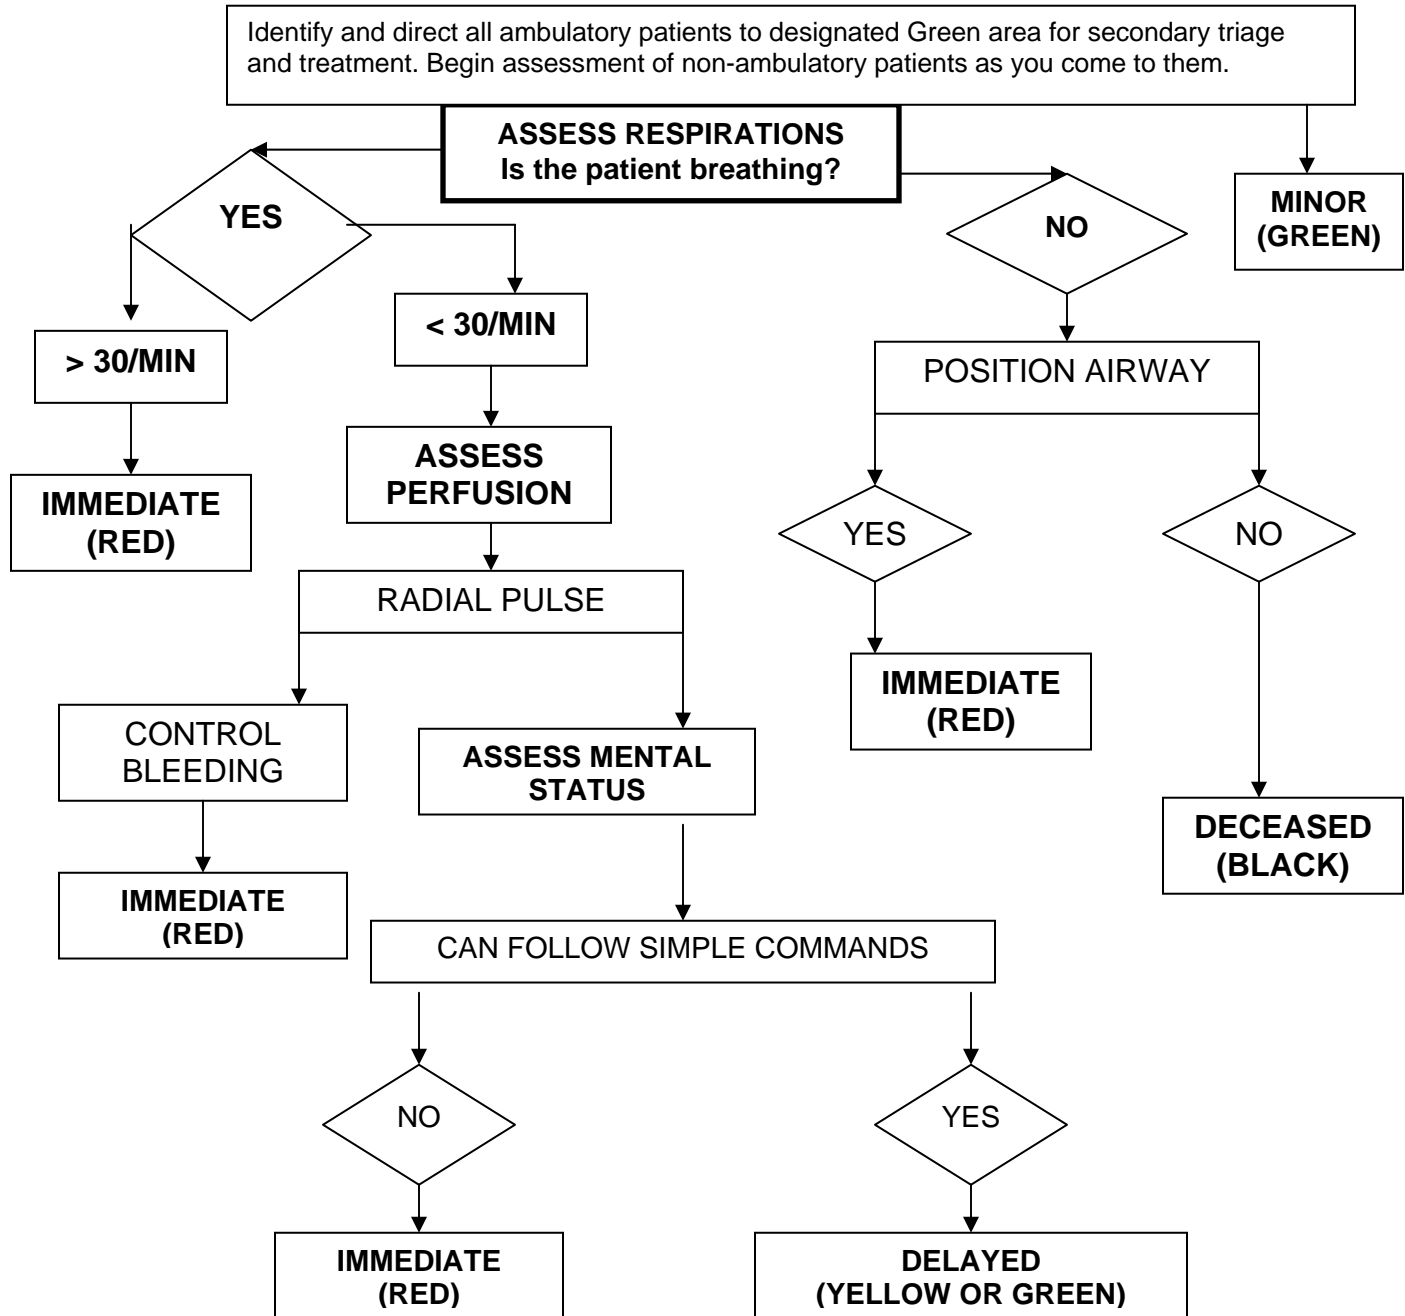 Identify and direct all ambulatory patients to designated Green area for secondary triage
and treatment. Begin assessment of non-ambulatory patients as you come to them.
ASSESS RESPIRATIONS
Is the patient breathing?
YES
NO
MINOR
(GREEN)
> 30/MIN
< 30/MIN
POSITION AIRWAY
IMMEDIATE
(RED)
ASSESS
PERFUSION
YES
NO
RADIAL PULSE
IMMEDIATE
(RED)
CONTROL
BLEEDING
ASSESS MENTAL
STATUS
DECEASED
(BLACK)
IMMEDIATE
(RED)
CAN FOLLOW SIMPLE COMMANDS
NO
YES
IMMEDIATE
(RED)
DELAYED
(YELLOW OR GREEN)